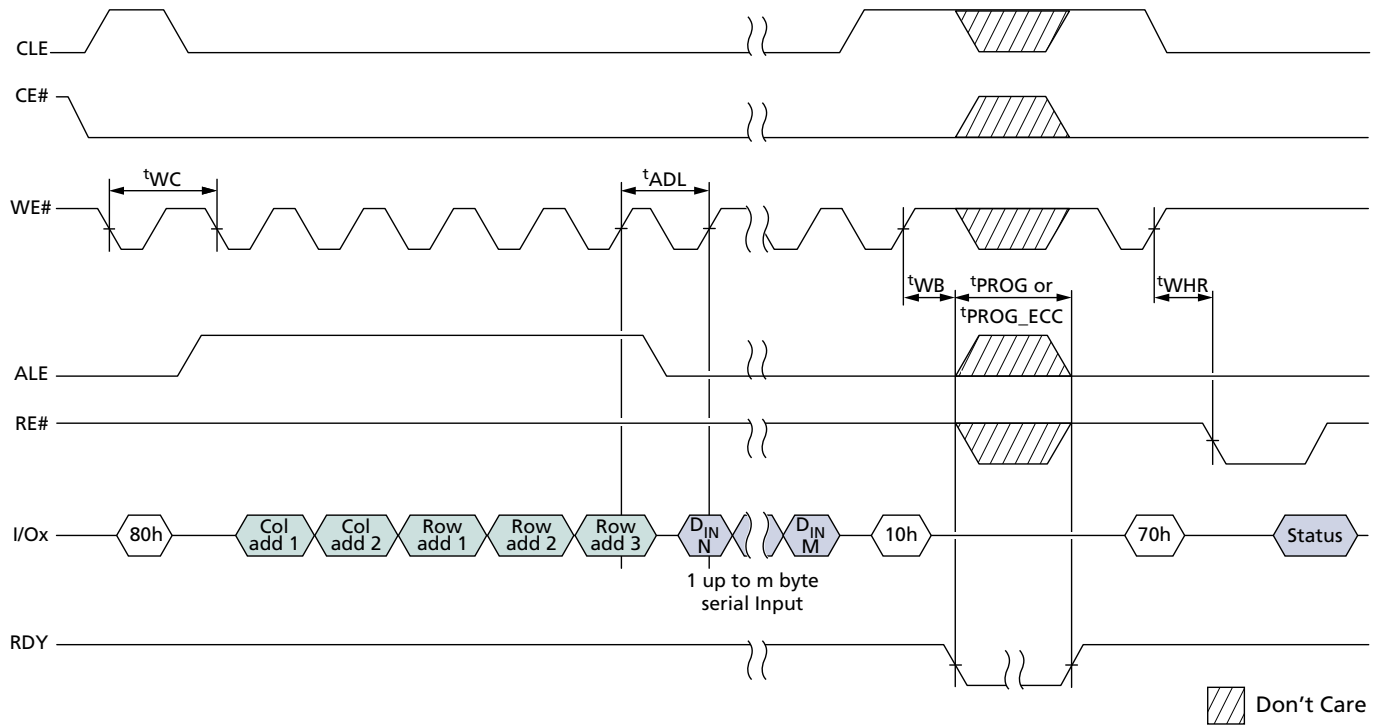 CLE
CE#
tWC
tADL
WE#
tWB
tPROG or
tPROG_ECC
tWHR
ALE
RE#
I/Ox
80h
Col
add 1
Col
add 2
Row
add 1
Row
add 2
Row
add 3
DIN
N
DIN
M
10h
70h
Status
1 up to m byte
serial Input
RDY
Don't Care